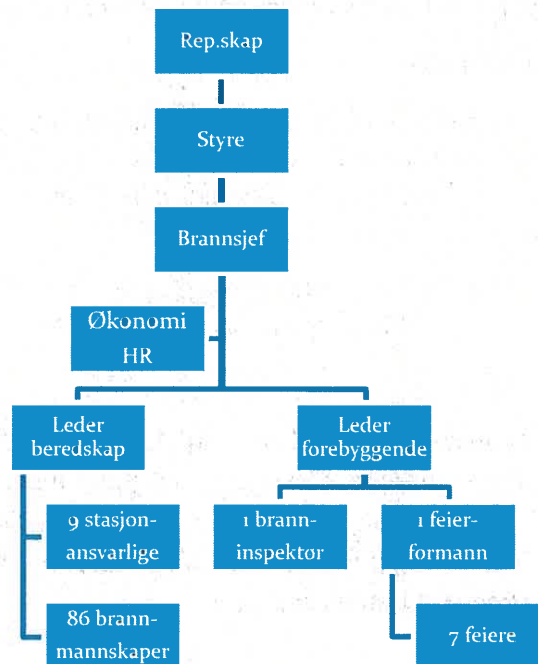 Rep.skap
Styre
Brannsjef
Økonomi
HR
Leder
beredskap
Leder
forebyggende
9 stasjon-
ansvarlige
1 brann-
inspektør
1 feier-
formann
86 brann-
mannskaper
7 feiere